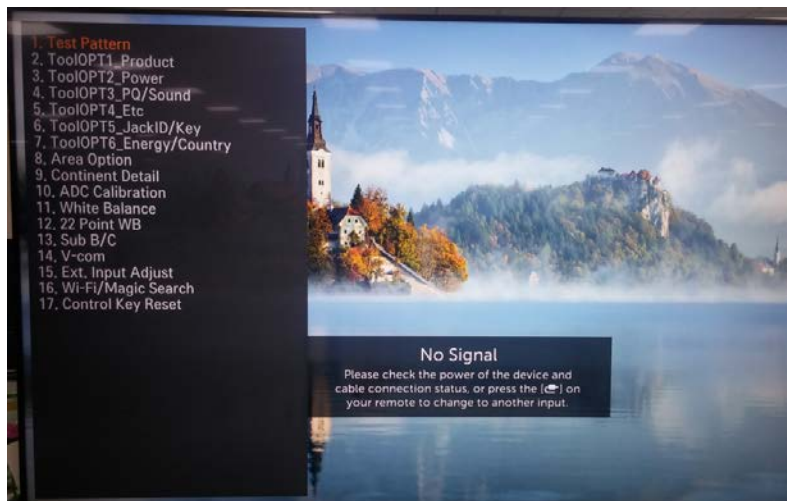 1. Test Pattern
2. ToolOPT1_Product
3. ToolOPT2_Power
4. ToolOPT3_PQ/Sound
5. ToolOPT4_Etc
6. ToolOPT5_JackID/Key
7. ToolOPT6_Energy/Country
8. Area Option
9. Continent Detail
10. ADC Calibration
11. White Balance
12. 22 Point WB
13. Sub B/C
14. V-com
15. Ext. Input Adjust
16. Wi-Fi/Magic Search
17. Control Key Reset
No Signal
Please check the power of the device and
cable connection status, or press the [] on
your remote to change to another input.